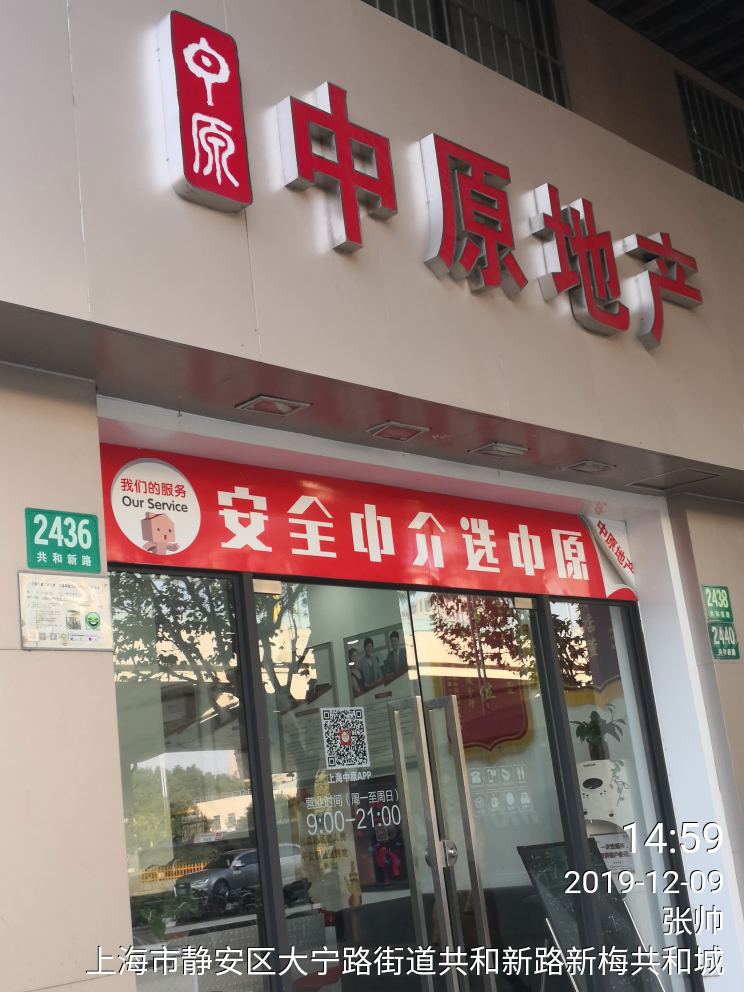 中原
中原地产
我们的服务
Our Service
安全中介选中原
中原地产
2436
共和新路
2438
2440
上海中原APP
营业时间（周一至周日）
9:00-21:00
14:59
2019-12-09
张帅
上海市静安区大宁路街道共和新路新梅共和城